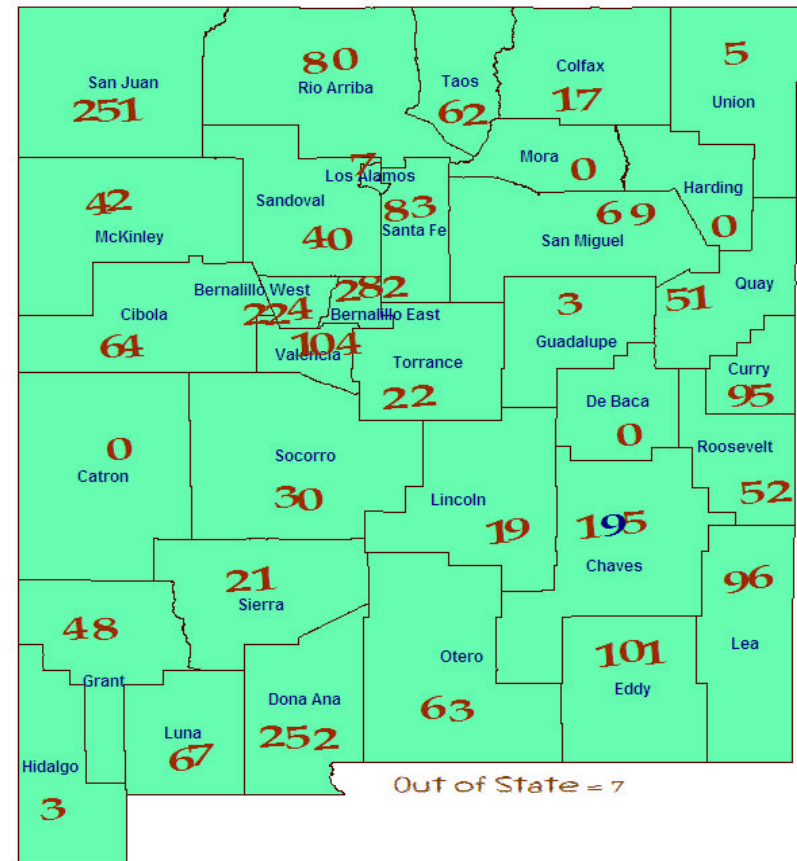 80
Rio Arriba
San Juan
251
Taos
62
Colfax
17
5
Union
7
Los Alamos
Mora
0
Harding
0
42
McKinley
Sandoval
40
83
Santa Fe
69
San Miguel
Quay
51
Bernalillo West
224
282
Bernalillo East
Cibola
64
Valencia
104
Torrance
22
3
Guadalupe
Curry
95
De Baca
0
Roosevelt
52
0
Catron
Socorro
30
Lincoln
19
195
Chaves
96
Lea
21
Sierra
48
Grant
Otero
63
101
Eddy
Dona Ana
252
Luna
67
Hidalgo
3
Out of State = 7